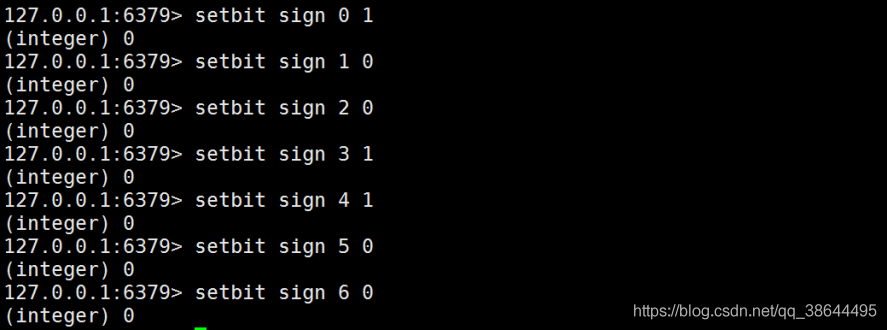 127.0.0.1:6379> setbit sign 0 1
(integer) 0
127.0.0.1:6379> setbit sign 1 0
(integer) 0
127.0.0.1:6379> setbit sign 2 0
(integer) 0
127.0.0.1:6379> setbit sign 3 1
(integer) 0
127.0.0.1:6379> setbit sign 4 1
(integer) 0
127.0.0.1:6379> setbit sign 5 0
(integer) 0
127.0.0.1:6379> setbit sign 6 0
(integer) 0
https://blog.csdn.net/qq_38644495